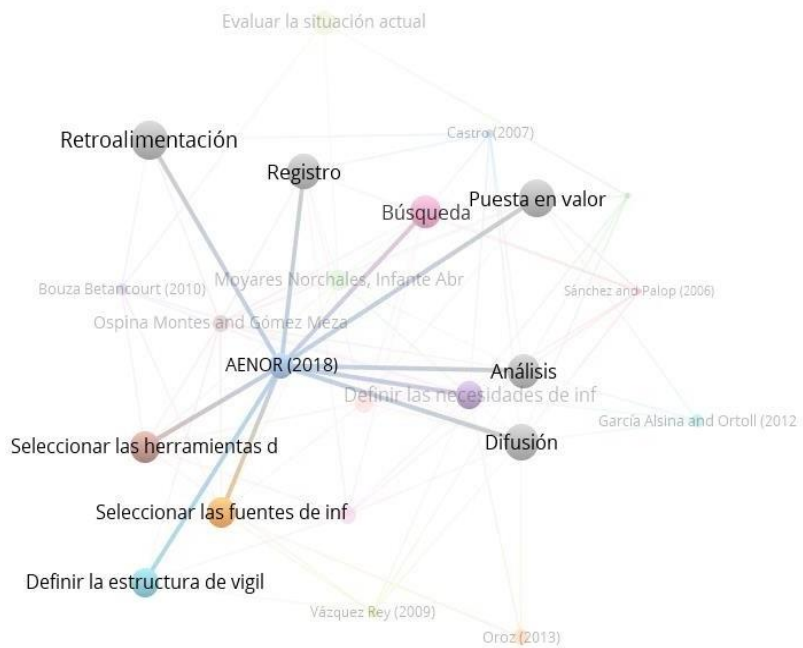 Evaluar la situación actual
Castro (2007)
Retroalimentación
Registro
Puesta en valor
Búsqueda
Moyares Norchales, Infante Abr
Bouza Betancourt (2010)
Sánchez and Palop (2006)
Ospina Montes and Gómez Meza
AENOR (2018)
Análisis
Definir las necesidades de inf
García Alsina and Ortoll (2012
Difusión
Seleccionar las herramientas d
Seleccionar las fuentes de inf
Definir la estructura de vigil
Vázquez Rey (2009)
Oroz (2013)